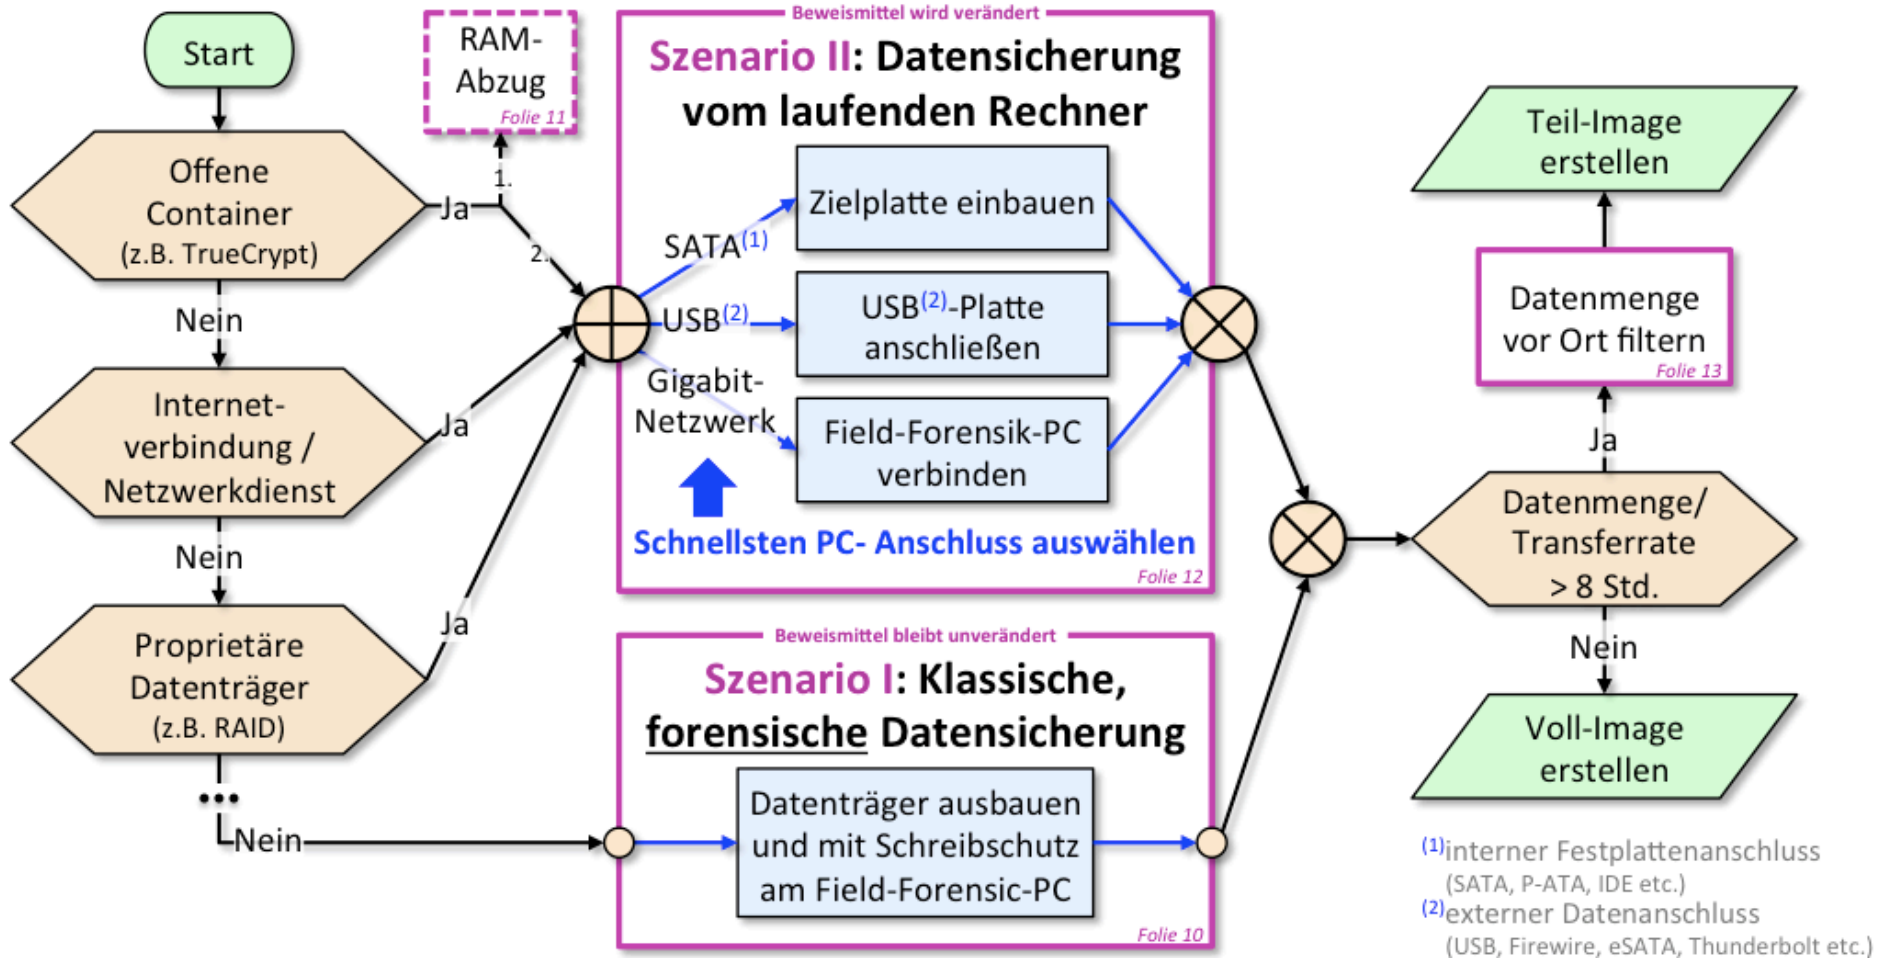 Start
Offene
Container
(z.B. TrueCrypt)
Ja
1.
2.
Nein
RAM-
Abzug
Folie 11
Internet-
verbindung /
Netzwerkdienst
Ja
Nein
Proprietäre
Datenträger
(z.B. RAID)
Ja
•••
Nein
Beweismittel wird verändert
Szenario II: Datensicherung
vom laufenden Rechner
SATA(1)
Zielplatte einbauen
USB(2)
USB(2)-Platte
anschließen
Gigabit-
Netzwerk
Field-Forensik-PC
verbinden
Schnellsten PC- Anschluss auswählen
Folie 12
Beweismittel bleibt unverändert
Szenario I: Klassische,
forensische Datensicherung
Datenträger ausbauen
und mit Schreibschutz
am Field-Forensic-PC
Folie 10
Teil-Image
erstellen
Datenmenge
vor Ort filtern
Folie 13
Ja
Datenmenge/
Transferrate
> 8 Std.
Nein
Voll-Image
erstellen
(1)interner Festplattenanschluss
(SATA, P-ATA, IDE etc.)
(2)externer Datenanschluss
(USB, Firewire, eSATA, Thunderbolt etc.)